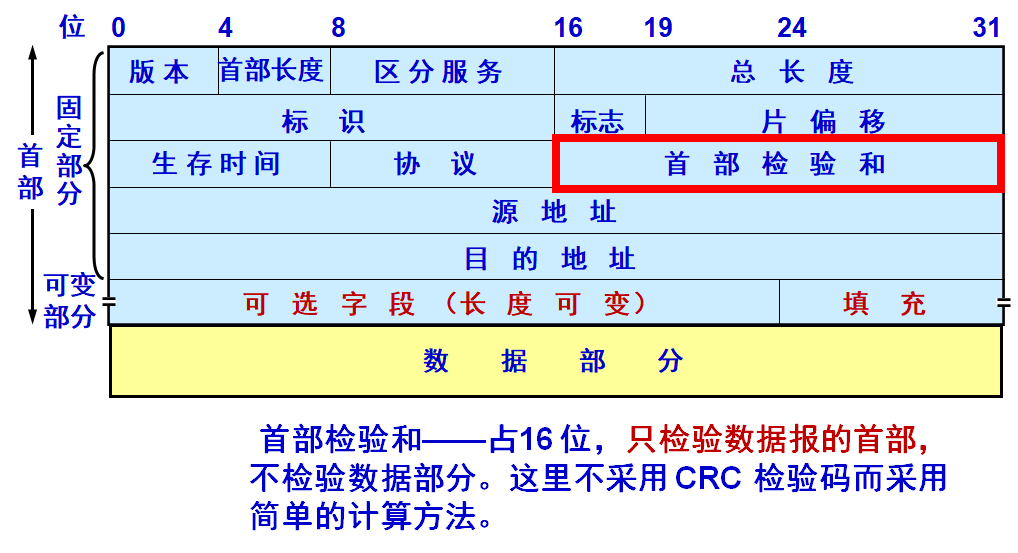 位 0 4 8 16 19 24 31
版本 首部长度 区分服务 总长度
标识 标志 片偏移
生存时间 协议 首部检验和
源地址
目的地址
可选字段（长度可变） 填充
数据部分
首部
固定部分
可变部分
首部检验和——占16位，只检验数据报的首部，
不检验数据部分。这里不采用 CRC 检验码而采用
简单的计算方法。